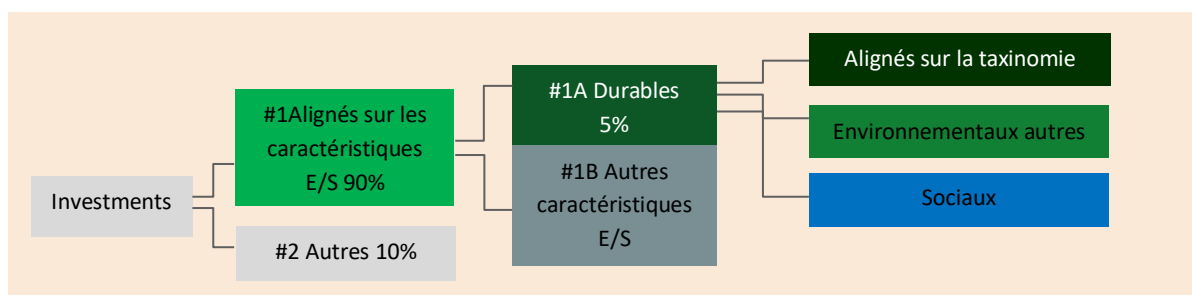 Investments
#1Alignés sur les
caractéristiques
E/S 90%
#2 Autres 10%
#1A Durables
5%
#1B Autres
caractéristiques
E/S
Alignés sur la taxinomie
Environnementaux autres
Sociaux